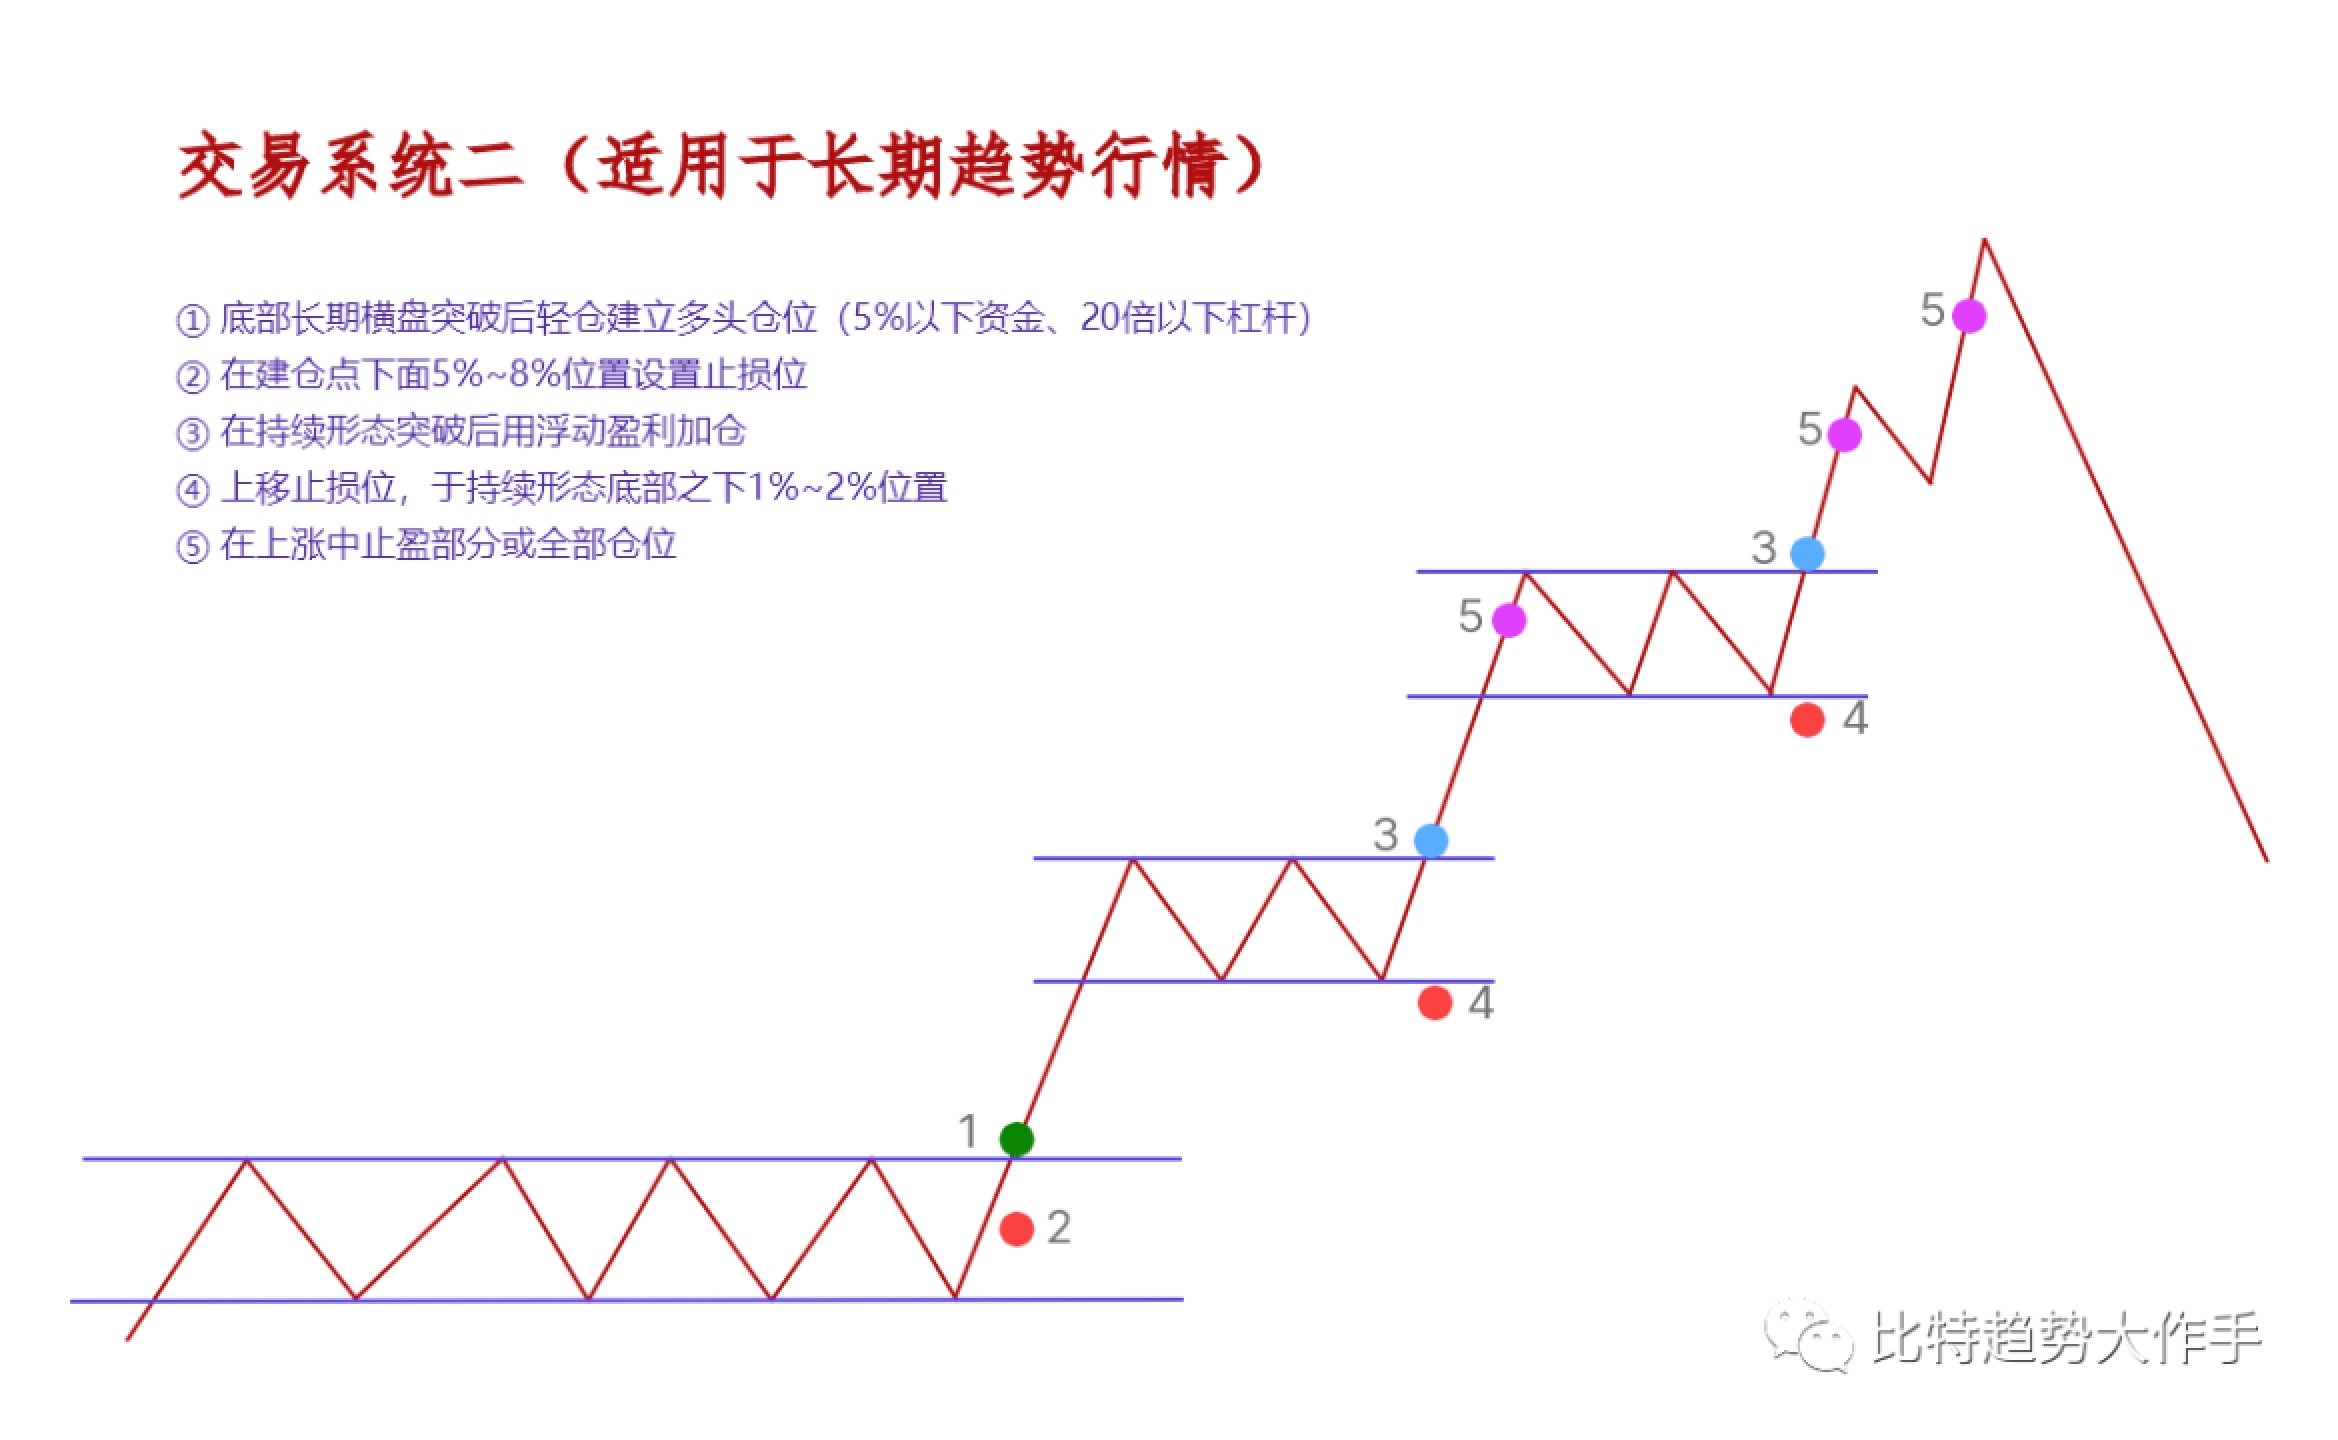 交易系统二（适用于长期趋势行情）
① 底部长期横盘突破后轻仓建立多头仓位（5%以下资金、20倍以下杠杆）
② 在建仓点下面5%~8%位置设置止损位
③ 在持续形态突破后用浮动盈利加仓
④ 上移止损位，于持续形态底部之下1%~2%位置
⑤ 在上涨中止盈部分或全部仓位
5
5
3
5
4
3
4
1
2
比特趋势大作手